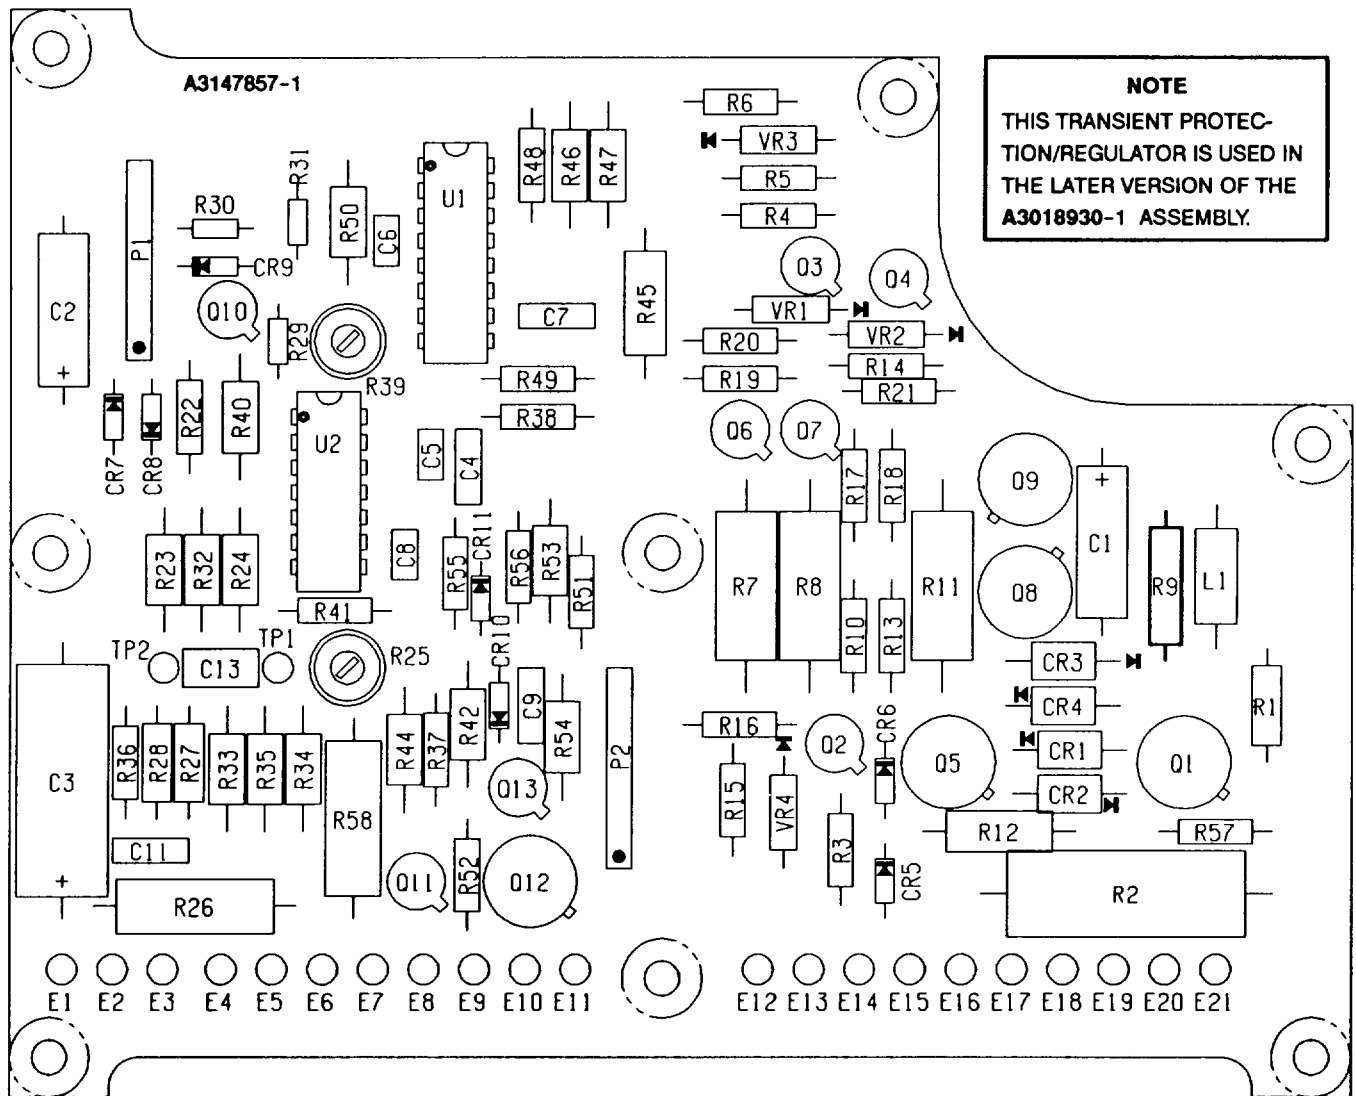 A3147857-1
NOTE
THIS TRANSIENT PROTEC-
TION/REGULATOR IS USED IN
THE LATER VERSION OF THE
A3018930-1 ASSEMBLY.
R6
VR3
R5
R4
R48
R46
R47
R31
R30
P1
R50
C6
U1
CR9
Q10
R29
C2
+
R39
C7
R45
Q3
Q4
VR1
VR2
R20
R14
R19
R21
R49
R38
CR7
CR8
R22
R40
U2
C5
C4
Q6
Q7
R17
R18
Q9
+
C1
R23
R32
R24
C8
R55
CR11
R56
R53
R51
R7
R8
R11
Q8
R9
L1
R41
R10
R13
TP2
C13
TP1
R25
CR10
CR3
CR4
R1
C3
+
R36
R28
R27
R33
R35
R34
R58
R44
R37
R42
C9
R54
P2
R16
Q2
CR6
Q5
CR1
CR2
Q1
Q13
R15
VR4
R3
R12
R57
C11
Q11
R52
Q12
CR5
R2
R26
E1 E2 E3 E4 E5 E6 E7 E8 E9 E10 E11 E12 E13 E14 E15 E16 E17 E18 E19 E20 E21